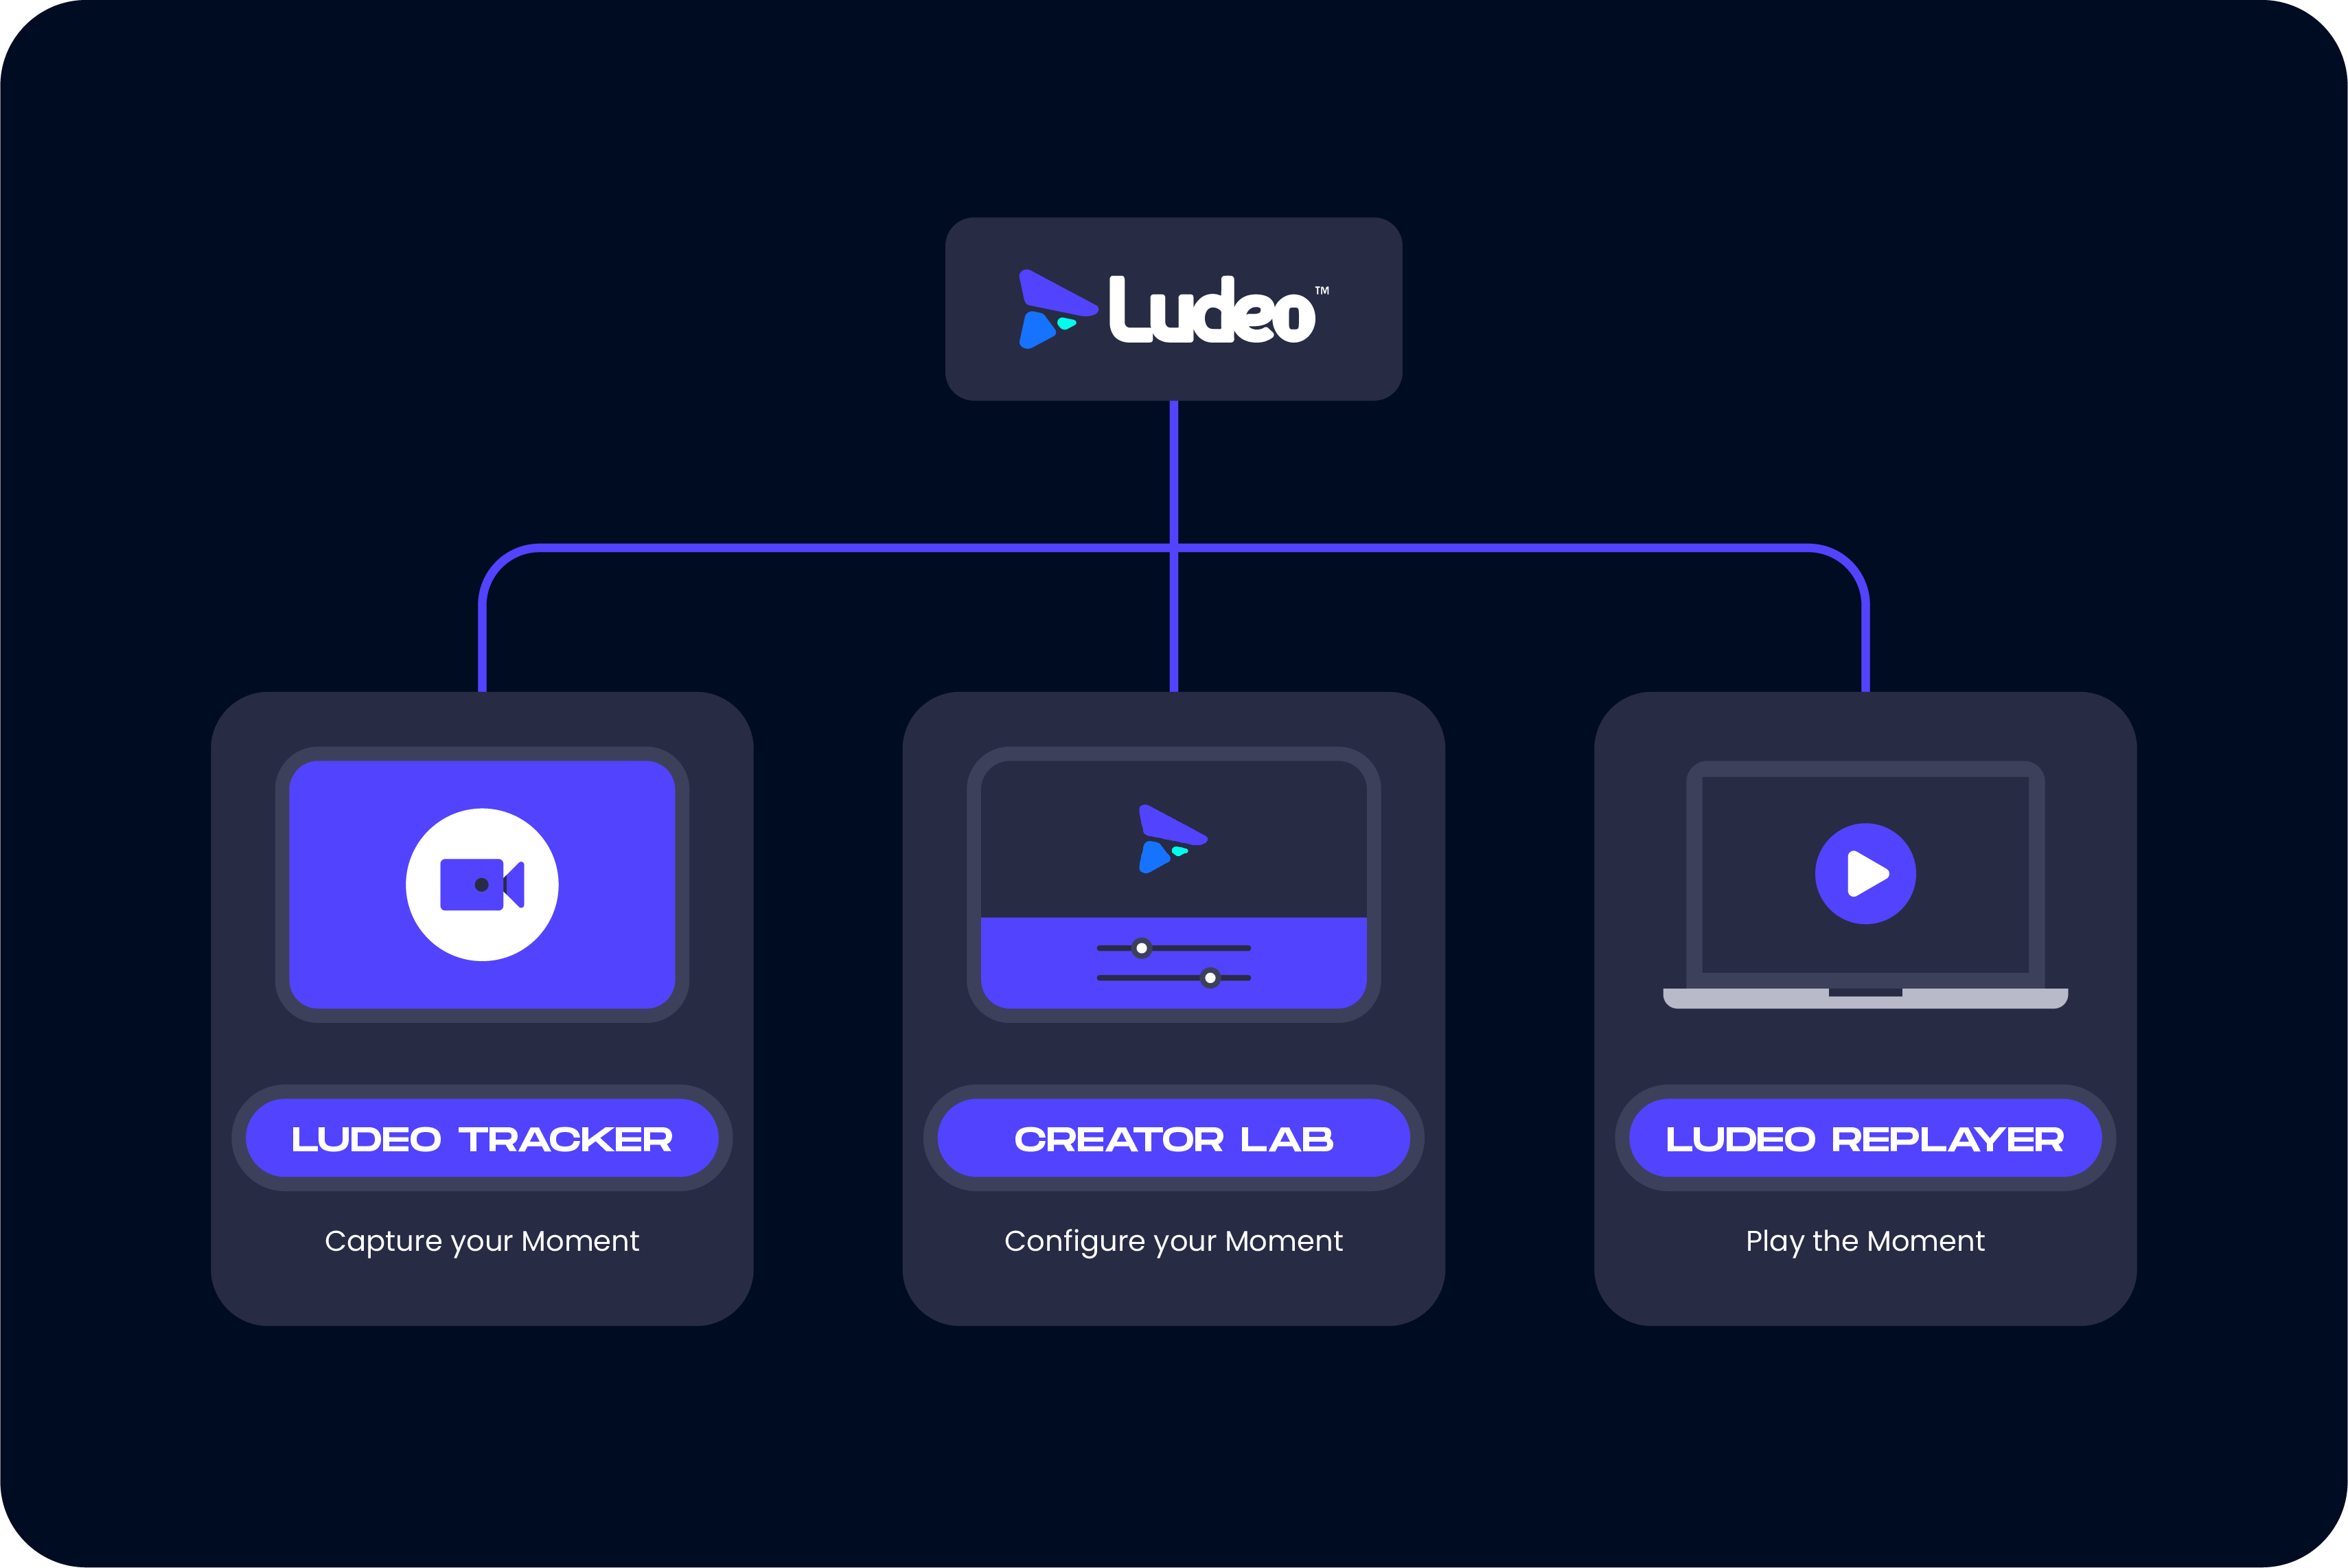 Ludeo™
LUDEO TRACKER
Capture your Moment
CREATOR LAB
Configure your Moment
LUDEO REPLAYER
Play the Moment